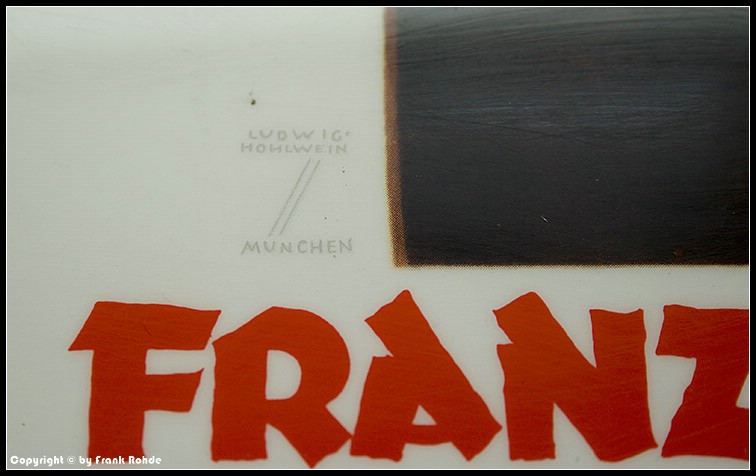 LUDWIG·
HOHLWEIN
MÜNCHEN
FRANZ
Copyright © by Frank Rohde